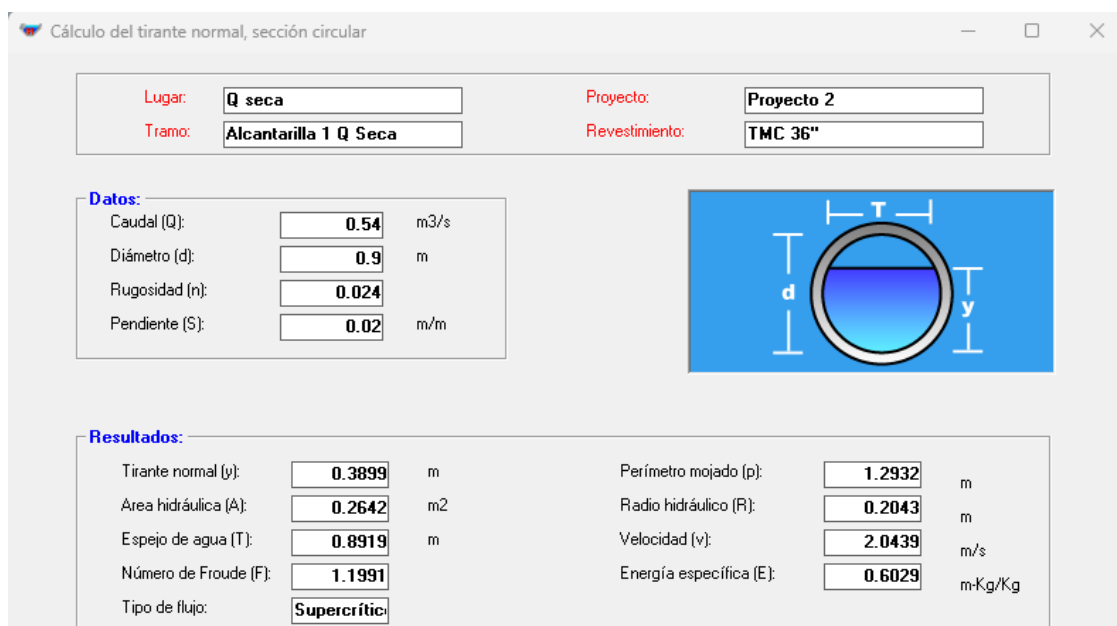 Cálculo del tirante normal, sección circular
Lugar: Q seca Proyecto: Proyecto 2
Tramo: Alcantarilla 1 Q Seca Revestimiento: TMC 36"
Datos:
Caudal (Q): 0.54 m3/s
Diámetro (d): 0.9 m
Rugosidad (n): 0.024
Pendiente (S): 0.02 m/m
T
d
y
Resultados:
Tirante normal (y): 0.3899 m Perímetro mojado (p): 1.2932 m
Area hidráulica (A): 0.2642 m2 Radio hidráulico (R): 0.2043 m
Espejo de agua (T): 0.8919 m Velocidad (v): 2.0439 m/s
Número de Froude (F): 1.1991 Energía específica (E): 0.6029 m-Kg/Kg
Tipo de flujo: Supercrític